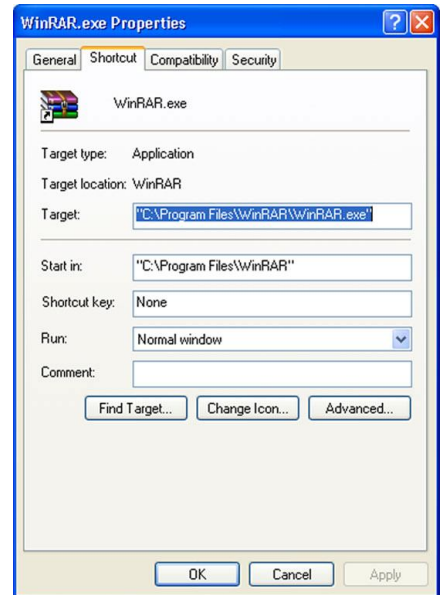 WinRAR.exe Properties
General Shortcut Compatibility Security
WinRAR.exe
Target type: Application
Target location: WinRAR
Target: "C:\Program Files\WinRAR\WinRAR.exe"
Start in: "C:\Program Files\WinRAR"
Shortcut key: None
Run: Normal window
Comment:
Find Target... Change Icon... Advanced...
OK Cancel Apply